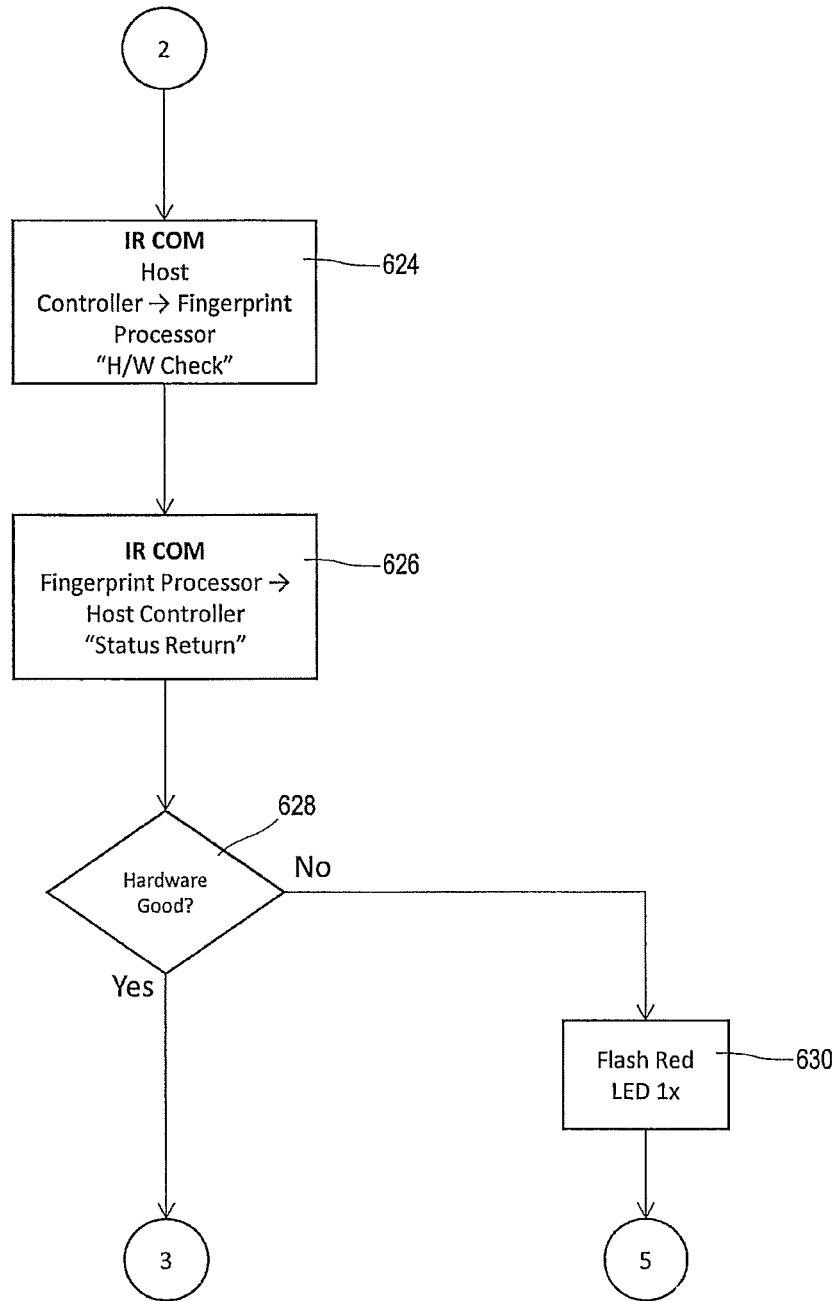 2
IR COM
Host
Controller → Fingerprint
Processor
“H/W Check”
624
IR COM
Fingerprint Processor →
Host Controller
“Status Return”
626
628
Hardware
Good?
No
Yes
Flash Red
LED 1x
630
3
5